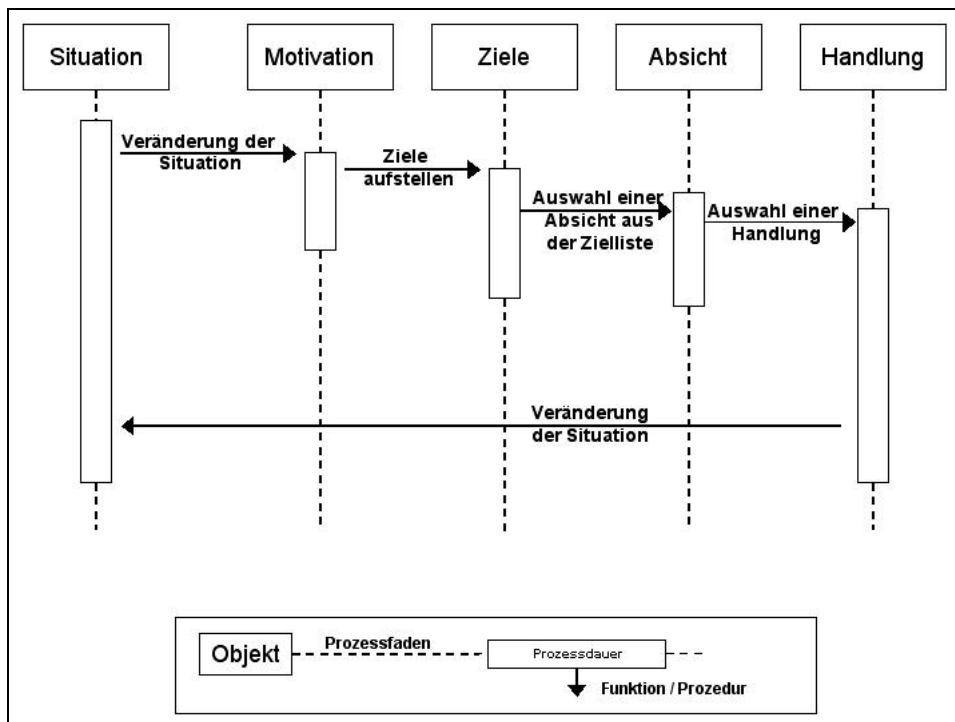 Situation
Motivation
Ziele
Absicht
Handlung
Veränderung der
Situation
Ziele
aufstellen
Auswahl einer
Absicht aus
der Zielliste
Auswahl einer
Handlung
Veränderung
der Situation
Objekt
Prozessfaden
Prozessdauer
Funktion / Prozedur